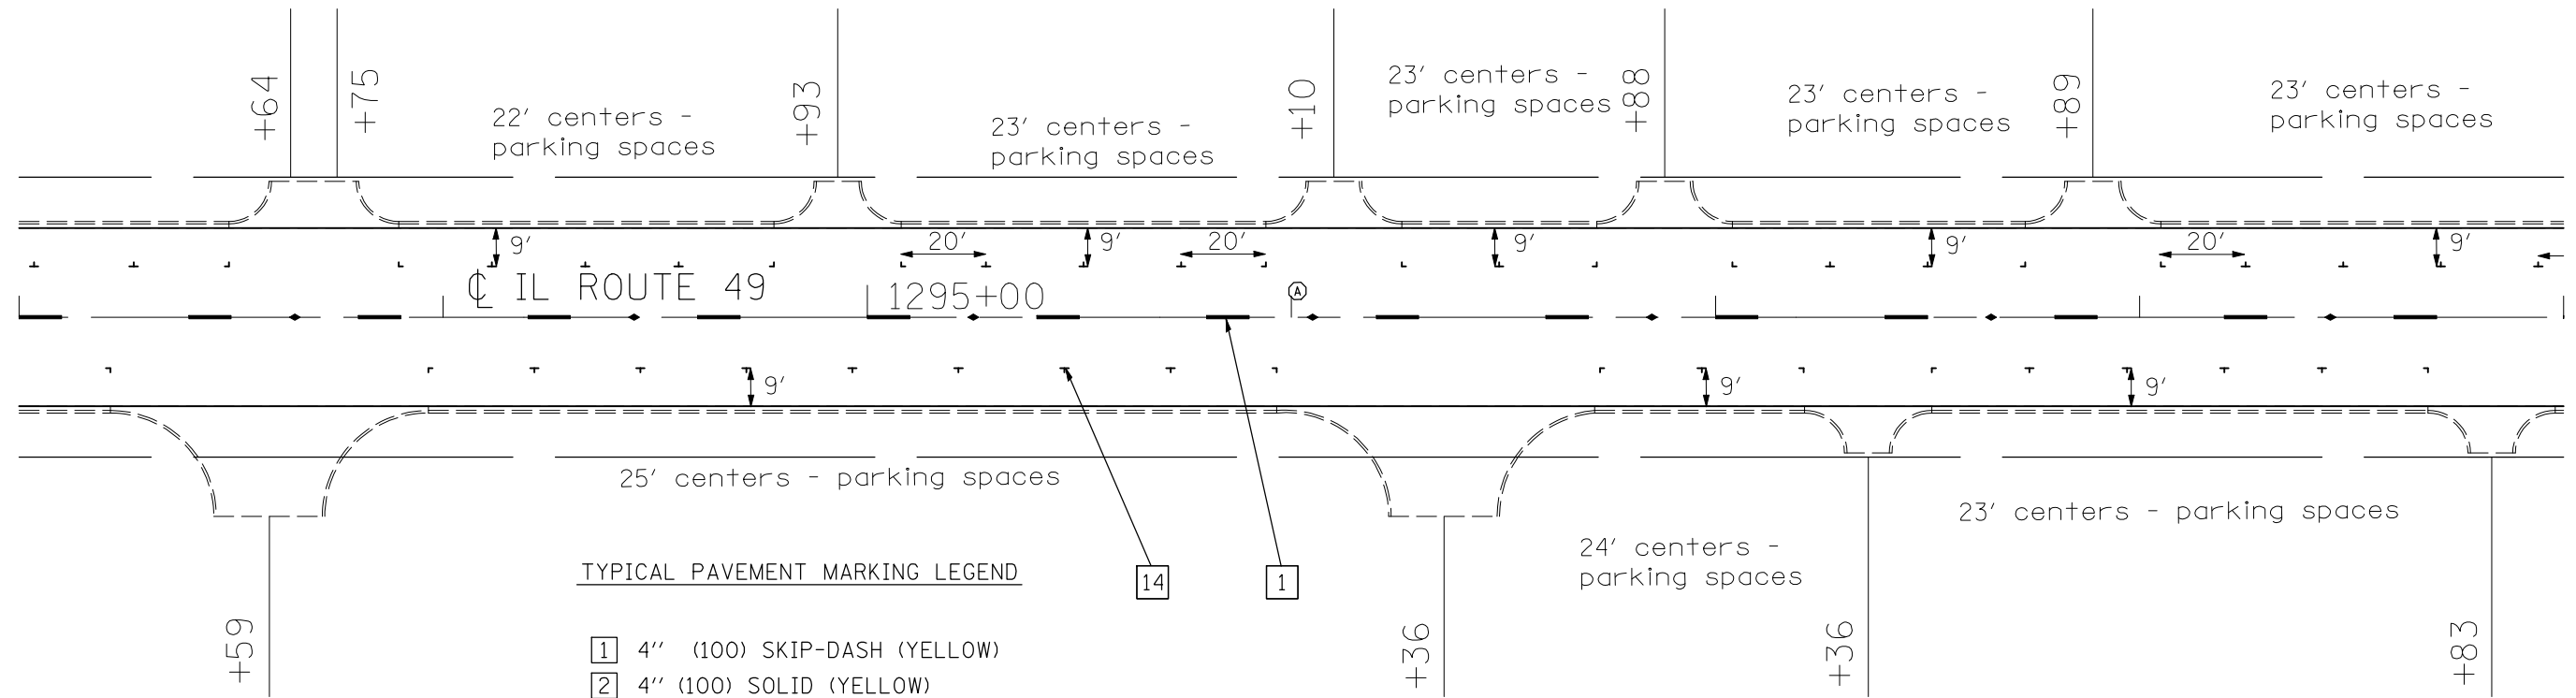 +64
+75
22' centers -
parking spaces
+93
23' centers -
parking spaces
+10
23' centers -
parking spaces
+88
23' centers -
parking spaces
+89
23' centers -
parking spaces
9'
20'
9'
20'
9'
9'
20'
9'
℄ IL ROUTE 49
1295+00
A
9'
9'
9'
25' centers - parking spaces
23' centers - parking spaces
24' centers -
parking spaces
TYPICAL PAVEMENT MARKING LEGEND
14
1
+59
+36
+36
+83
1 4'' (100) SKIP-DASH (YELLOW)
2 4'' (100) SOLID (YELLOW)